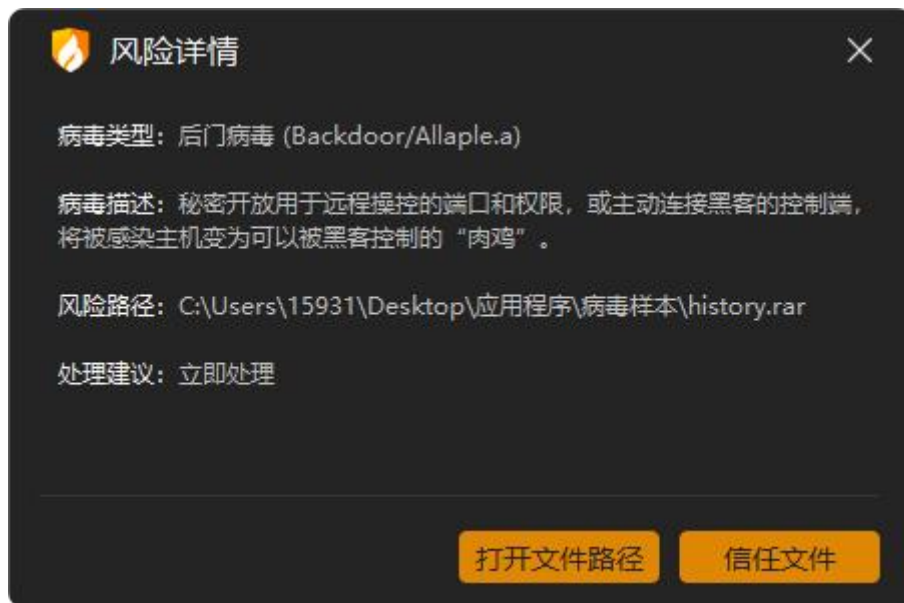 风险详情
病毒类型：后门病毒 (Backdoor/Allaple.a)
病毒描述：秘密开放用于远程操控的端口和权限，或主动连接黑客的控制端，
将被感染主机变为可以被黑客控制的“肉鸡”。
风险路径：C:\Users\15931\Desktop\应用程序\病毒样本\history.rar
处理建议：立即处理
打开文件路径 信任文件